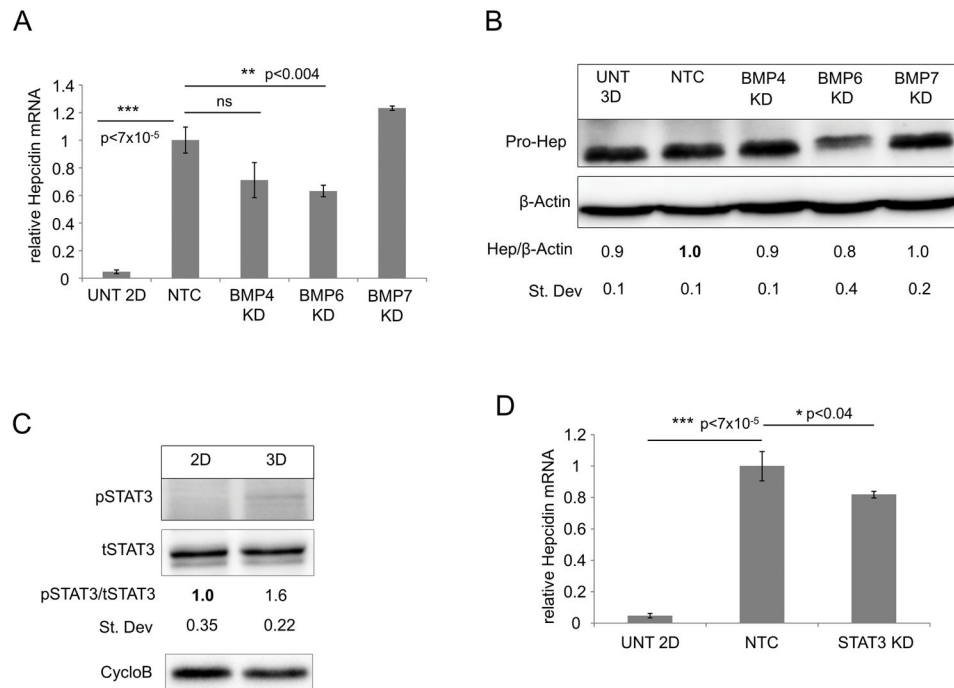 A
** p<0.004
ns
***
p<7x10-5
relative Hepcidin mRNA
1.4
1.2
1
0.8
0.6
0.4
0.2
0
UNT 2D NTC BMP4 KD BMP6 KD BMP7 KD
B
UNT 3D NTC BMP4 KD BMP6 KD BMP7 KD
Pro-Hep
β-Actin
Hep/β-Actin 0.9 1.0 0.9 0.8 1.0
St. Dev 0.1 0.1 0.1 0.4 0.2
C
2D 3D
pSTAT3
tSTAT3
pSTAT3/tSTAT3 1.0 1.6
St. Dev 0.35 0.22
CycloB
D
*** p<7x10-5 * p<0.04
relative Hepcidin mRNA
1.2
1
0.8
0.6
0.4
0.2
0
UNT 2D NTC STAT3 KD